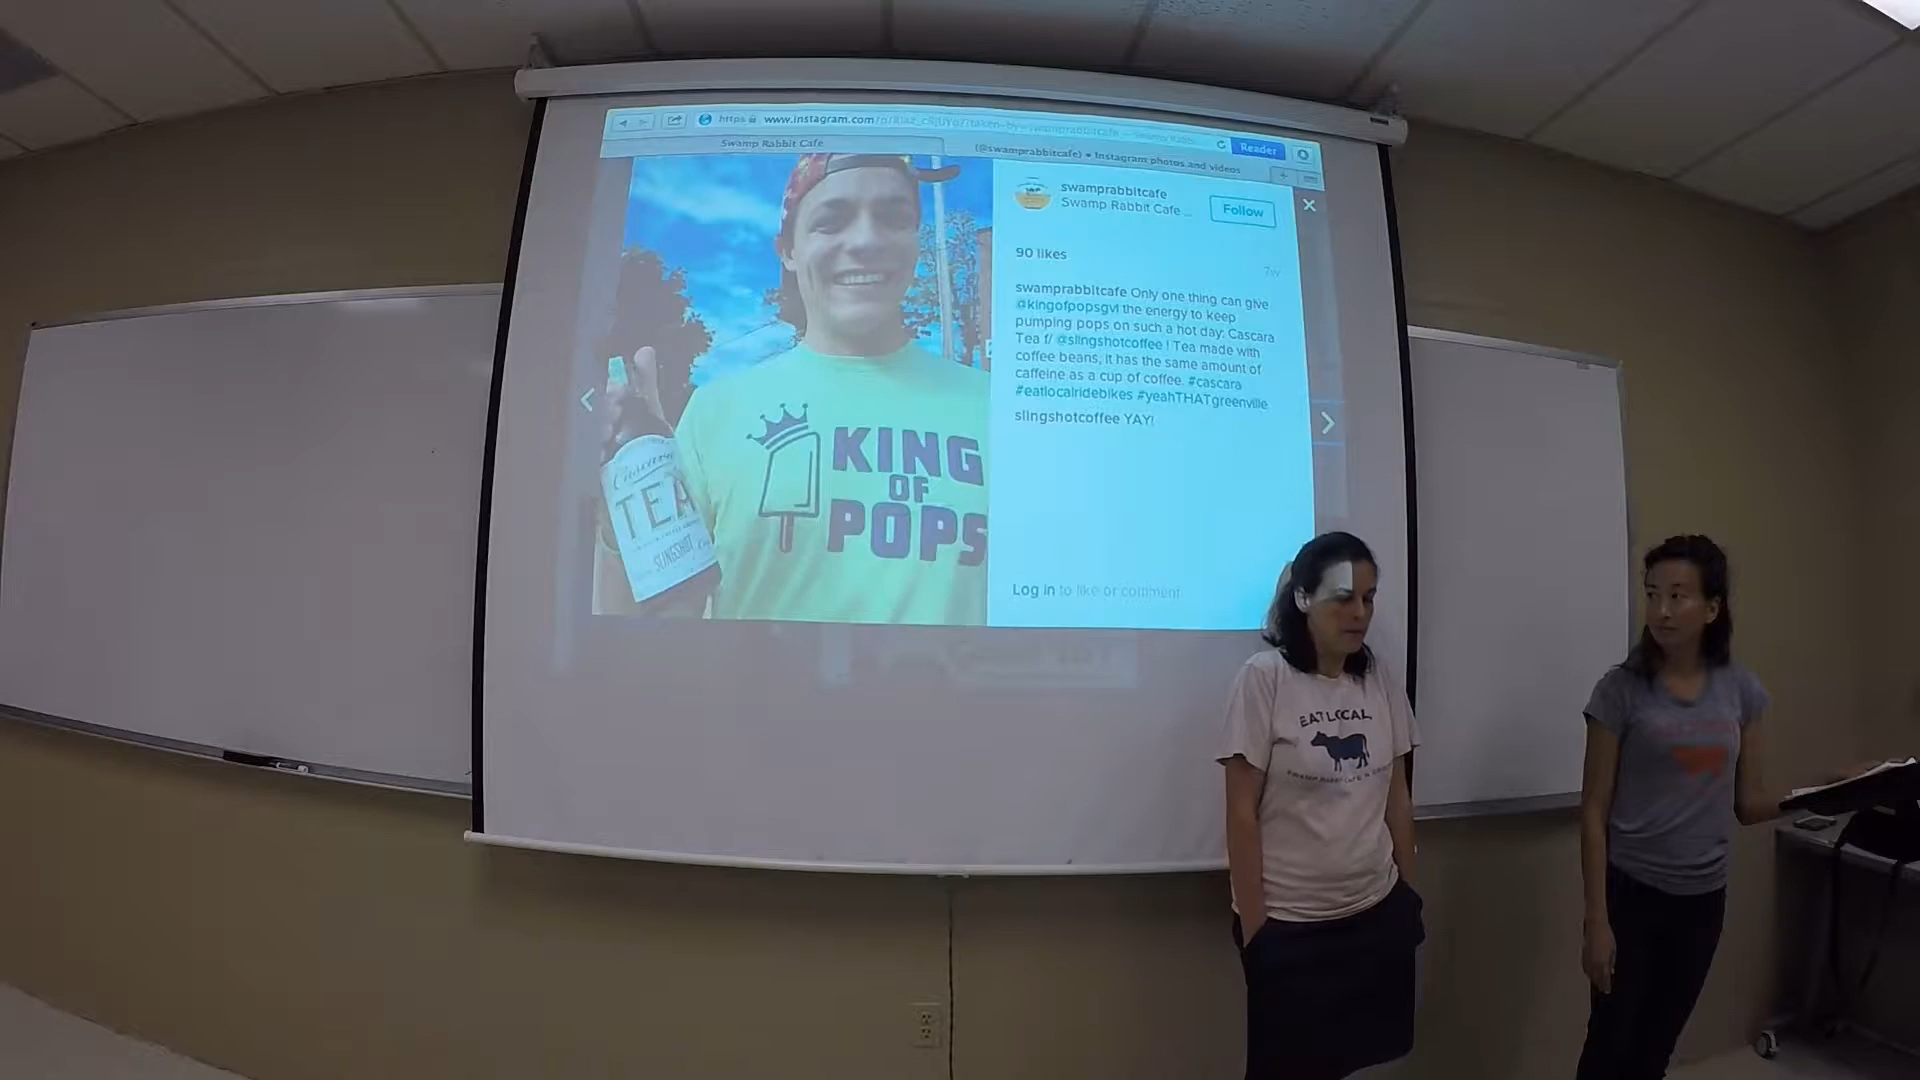 https www.instagram.com
Reader
Swamp Rabbit Cafe
(@swamprabbitcafe) • Instagram photos and videos
swamprabbitcafe
Swamp Rabbit Cafe ...
Follow
90 likes
7w
swamprabbitcafe Only one thing can give
@kingofpopsgvl the energy to keep
pumping pops on such a hot day: Cascara
Tea f/ @slingshotcoffee ! Tea made with
coffee beans, it has the same amount of
caffeine as a cup of coffee. #cascara
#eatlocalridebikes #yeahTHATgreenville
slingshotcoffee YAY!
Log in to like or comment
KING
OF
POPS
Cascara
TEA
SLINGSHOT
EAT LOCAL